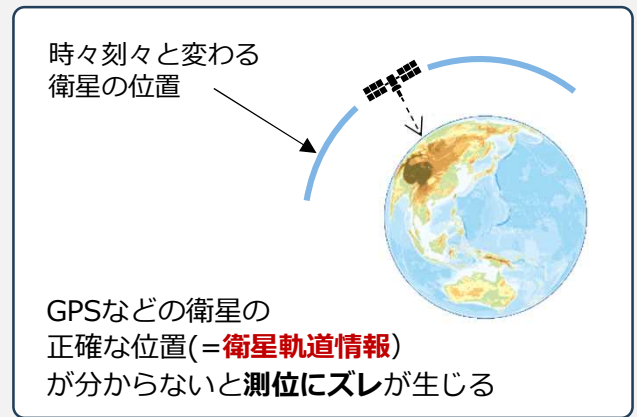 時々刻々と変わる
衛星の位置
GPSなどの衛星の
正確な位置(=衛星軌道情報）
が分からないと測位にズレが生じる